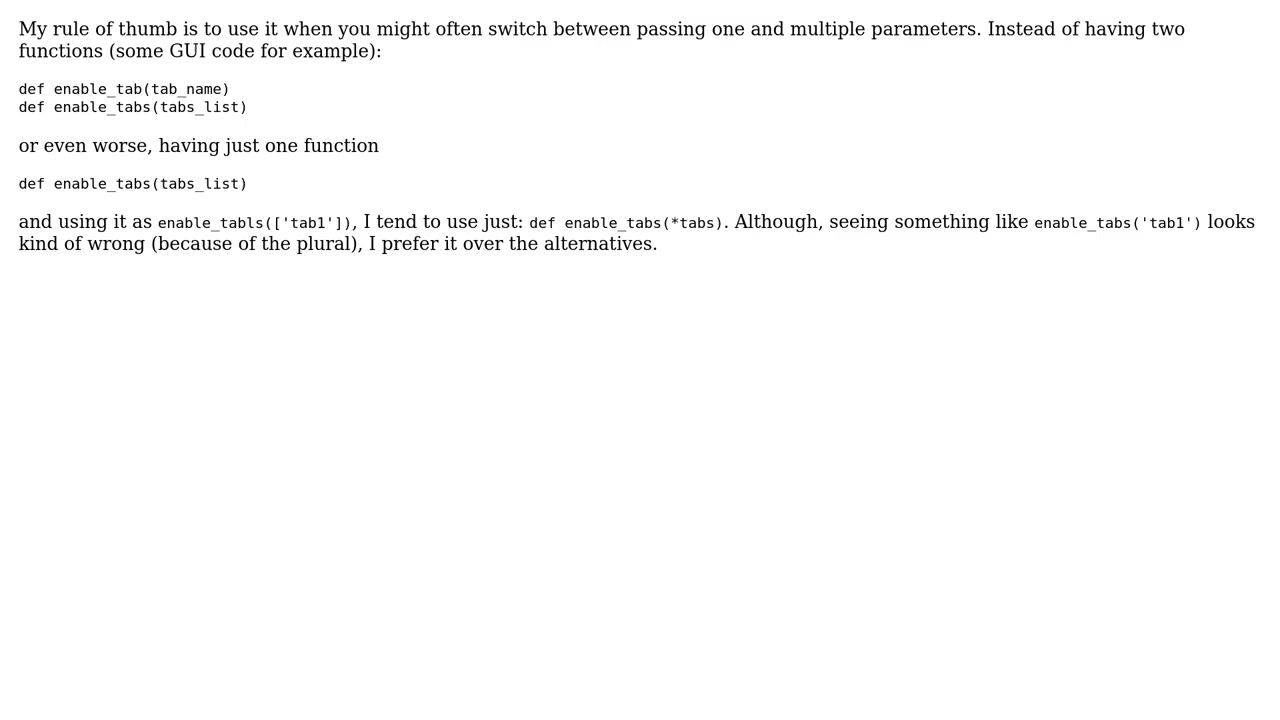 My rule of thumb is to use it when you might often switch between passing one and multiple parameters. Instead of having two
functions (some GUI code for example):
def enable_tab(tab_name)
def enable_tabs(tabs_list)
or even worse, having just one function
def enable_tabs(tabs_list)
and using it as enable_tabls(['tab1']), I tend to use just: def enable_tabs(*tabs). Although, seeing something like enable_tabs('tab1') looks
kind of wrong (because of the plural), I prefer it over the alternatives.